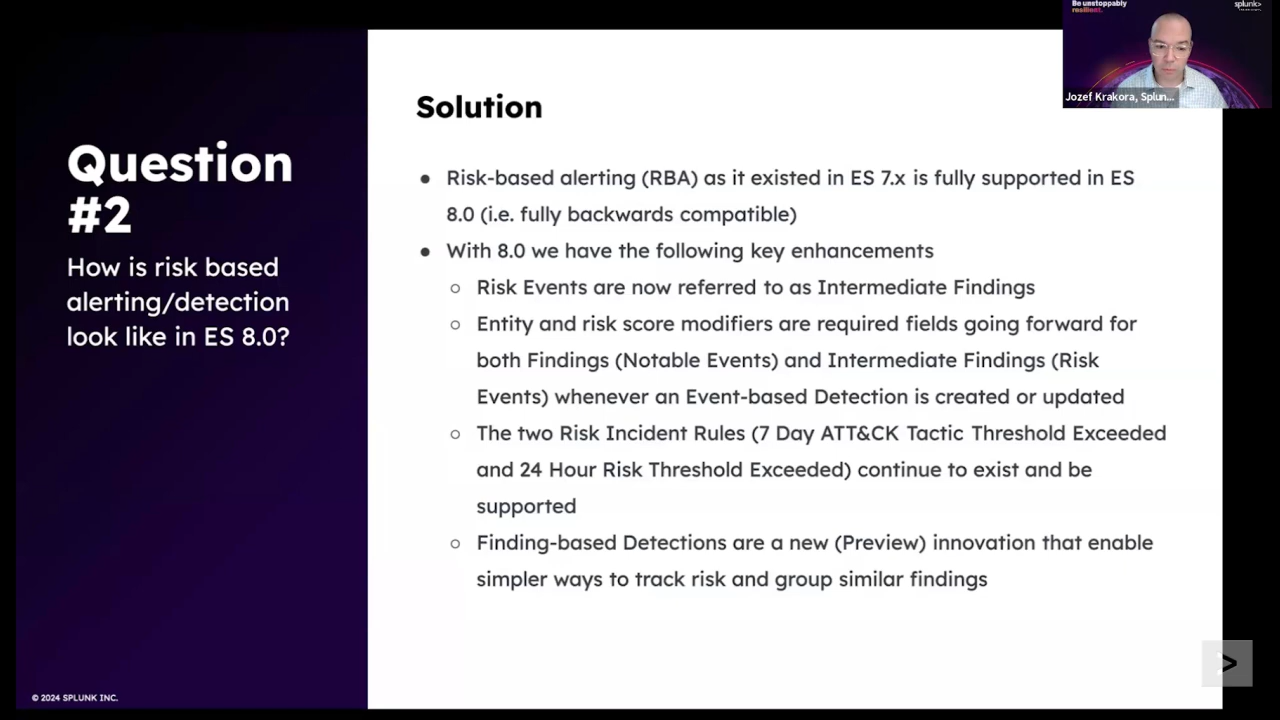 Be unstoppably
resilient.
splunk>
Jozef Krakora, Splun...
Question
#2
How is risk based
alerting/detection
look like in ES 8.0?
Solution
● Risk-based alerting (RBA) as it existed in ES 7.x is fully supported in ES
8.0 (i.e. fully backwards compatible)
● With 8.0 we have the following key enhancements
○ Risk Events are now referred to as Intermediate Findings
○ Entity and risk score modifiers are required fields going forward for
both Findings (Notable Events) and Intermediate Findings (Risk
Events) whenever an Event-based Detection is created or updated
○ The two Risk Incident Rules (7 Day ATT&CK Tactic Threshold Exceeded
and 24 Hour Risk Threshold Exceeded) continue to exist and be
supported
○ Finding-based Detections are a new (Preview) innovation that enable
simpler ways to track risk and group similar findings
>
© 2024 SPLUNK INC.